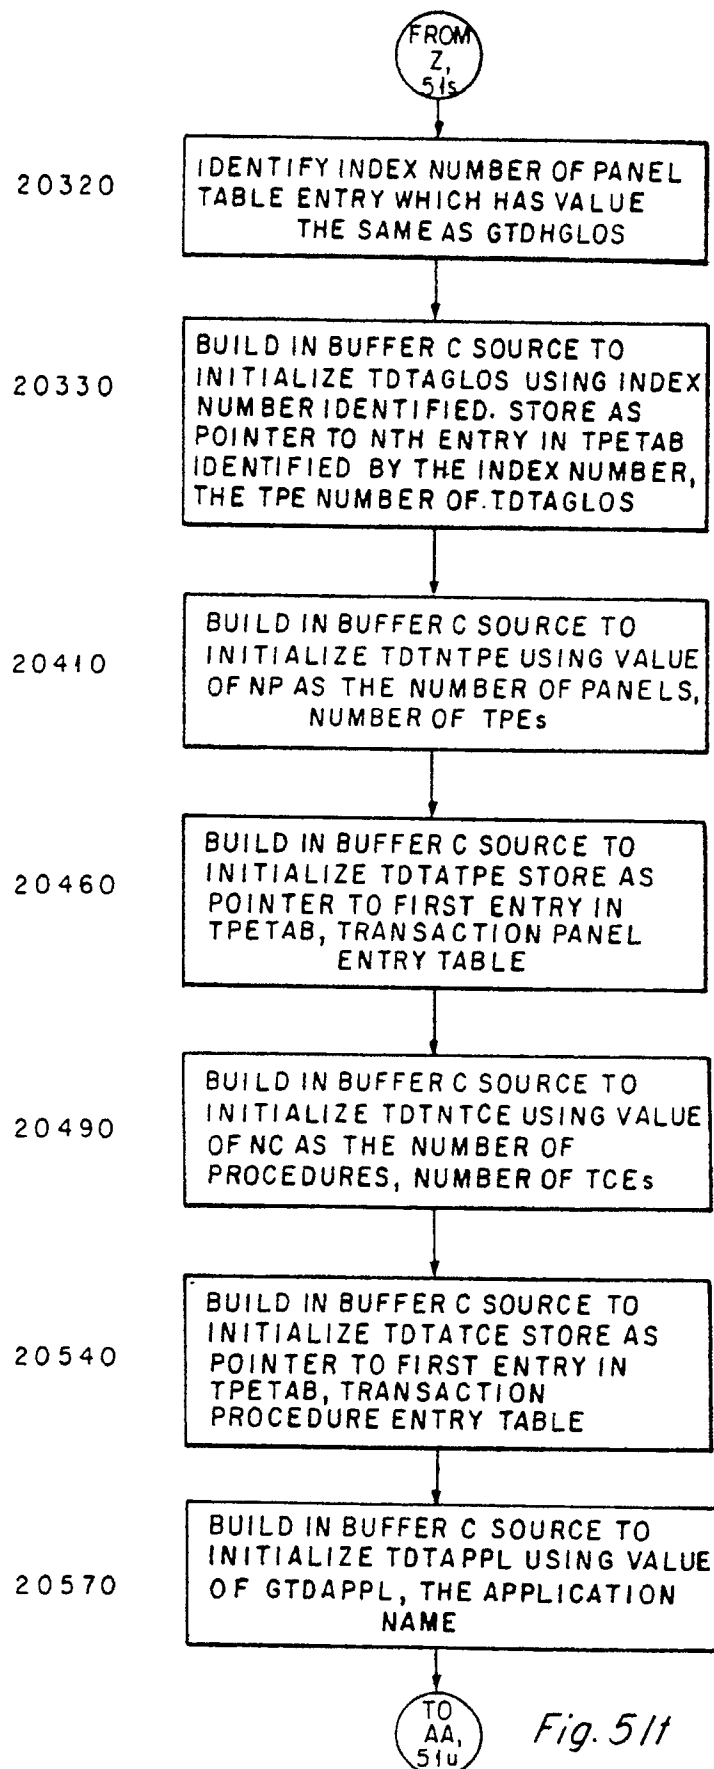 FROM
Z,
51s
20320
IDENTIFY INDEX NUMBER OF PANEL
TABLE ENTRY WHICH HAS VALUE
THE SAME AS GTDHGLOS
20330
BUILD IN BUFFER C SOURCE TO
INITIALIZE TDTAGLOS USING INDEX
NUMBER IDENTIFIED. STORE AS
POINTER TO NTH ENTRY IN TPETAB
IDENTIFIED BY THE INDEX NUMBER,
THE TPE NUMBER OF TDTAGLOS
20410
BUILD IN BUFFER C SOURCE TO
INITIALIZE TDTNTPE USING VALUE
OF NP AS THE NUMBER OF PANELS,
NUMBER OF TPEs
20460
BUILD IN BUFFER C SOURCE TO
INITIALIZE TDTATPE STORE AS
POINTER TO FIRST ENTRY IN
TPETAB, TRANSACTION PANEL
ENTRY TABLE
20490
BUILD IN BUFFER C SOURCE TO
INITIALIZE TDTNTCE USING VALUE
OF NC AS THE NUMBER OF
PROCEDURES, NUMBER OF TCEs
20540
BUILD IN BUFFER C SOURCE TO
INITIALIZE TDTATCE STORE AS
POINTER TO FIRST ENTRY IN
TPETAB, TRANSACTION
PROCEDURE ENTRY TABLE
20570
BUILD IN BUFFER C SOURCE TO
INITIALIZE TDTAPPL USING VALUE
OF GTDAPPL, THE APPLICATION
NAME
TO
AA,
51u
Fig. 51t